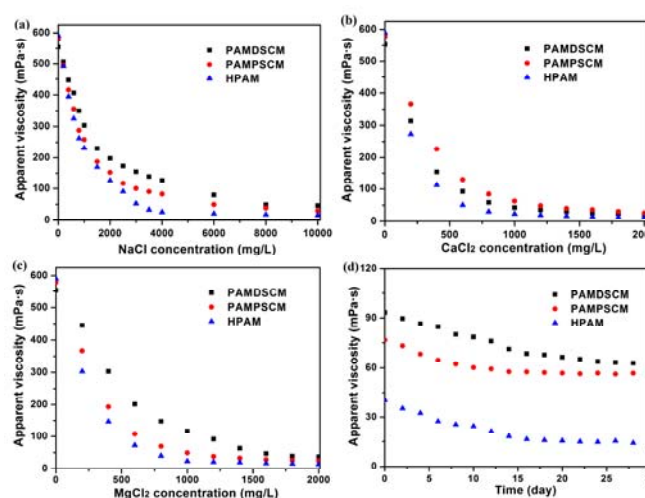 (a)
Apparent viscosity (mPa·s)
600
500
400
300
200
100
0
PAMDSCM
PAMPSCM
HPAM
0 2000 4000 6000 8000 10000
NaCl concentration (mg/L)
(b)
Apparent viscosity (mPa·s)
600
500
400
300
200
100
0
PAMDSCM
PAMPSCM
HPAM
0 200 400 600 800 1000 1200 1400 1600 1800 200
CaCl2 concentration (mg/L)
(c)
Apparent viscosity (mPa·s)
600
500
400
300
200
100
0
PAMDSCM
PAMPSCM
HPAM
0 200 400 600 800 1000 1200 1400 1600 1800 2000
MgCl2 concentration (mg/L)
(d)
Apparent viscosity (mPa·s)
120
90
60
30
0
PAMDSCM
PAMPSCM
HPAM
0 5 10 15 20 25
Time (day)